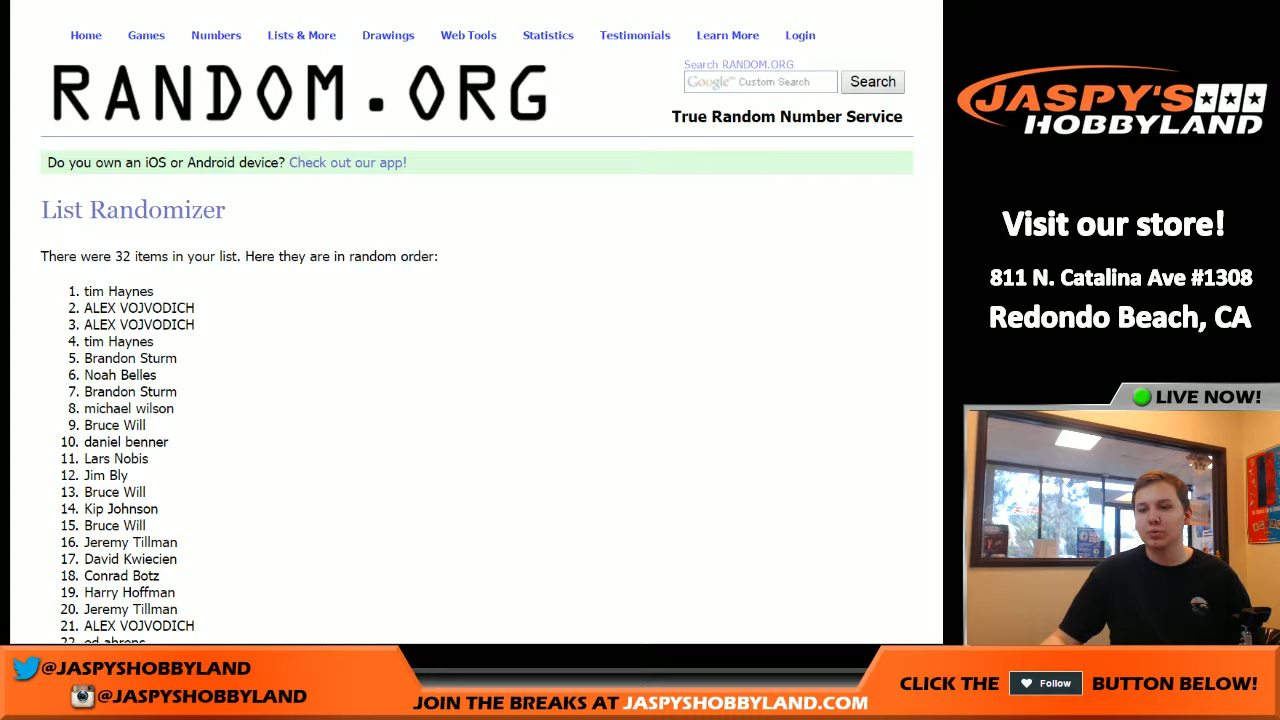 Home Games Numbers Lists & More Drawings Web Tools Statistics Testimonials Learn More Login
RANDOM.ORG
Search RANDOM.ORG
Google™ Custom Search Search
True Random Number Service
Do you own an iOS or Android device? Check out our app!
List Randomizer
There were 32 items in your list. Here they are in random order:
1. tim Haynes
2. ALEX VOJVODICH
3. ALEX VOJVODICH
4. tim Haynes
5. Brandon Sturm
6. Noah Belles
7. Brandon Sturm
8. michael wilson
9. Bruce Will
10. daniel benner
11. Lars Nobis
12. Jim Bly
13. Bruce Will
14. Kip Johnson
15. Bruce Will
16. Jeremy Tillman
17. David Kwiecien
18. Conrad Botz
19. Harry Hoffman
20. Jeremy Tillman
21. ALEX VOJVODICH
22. ed ahrens
JASPY'S
HOBBYLAND
Visit our store!
811 N. Catalina Ave #1308
Redondo Beach, CA
LIVE NOW!
@JASPYSHOBBYLAND
@JASPYSHOBBYLAND
JOIN THE BREAKS AT JASPYSHOBBYLAND.COM
CLICK THE Follow BUTTON BELOW!